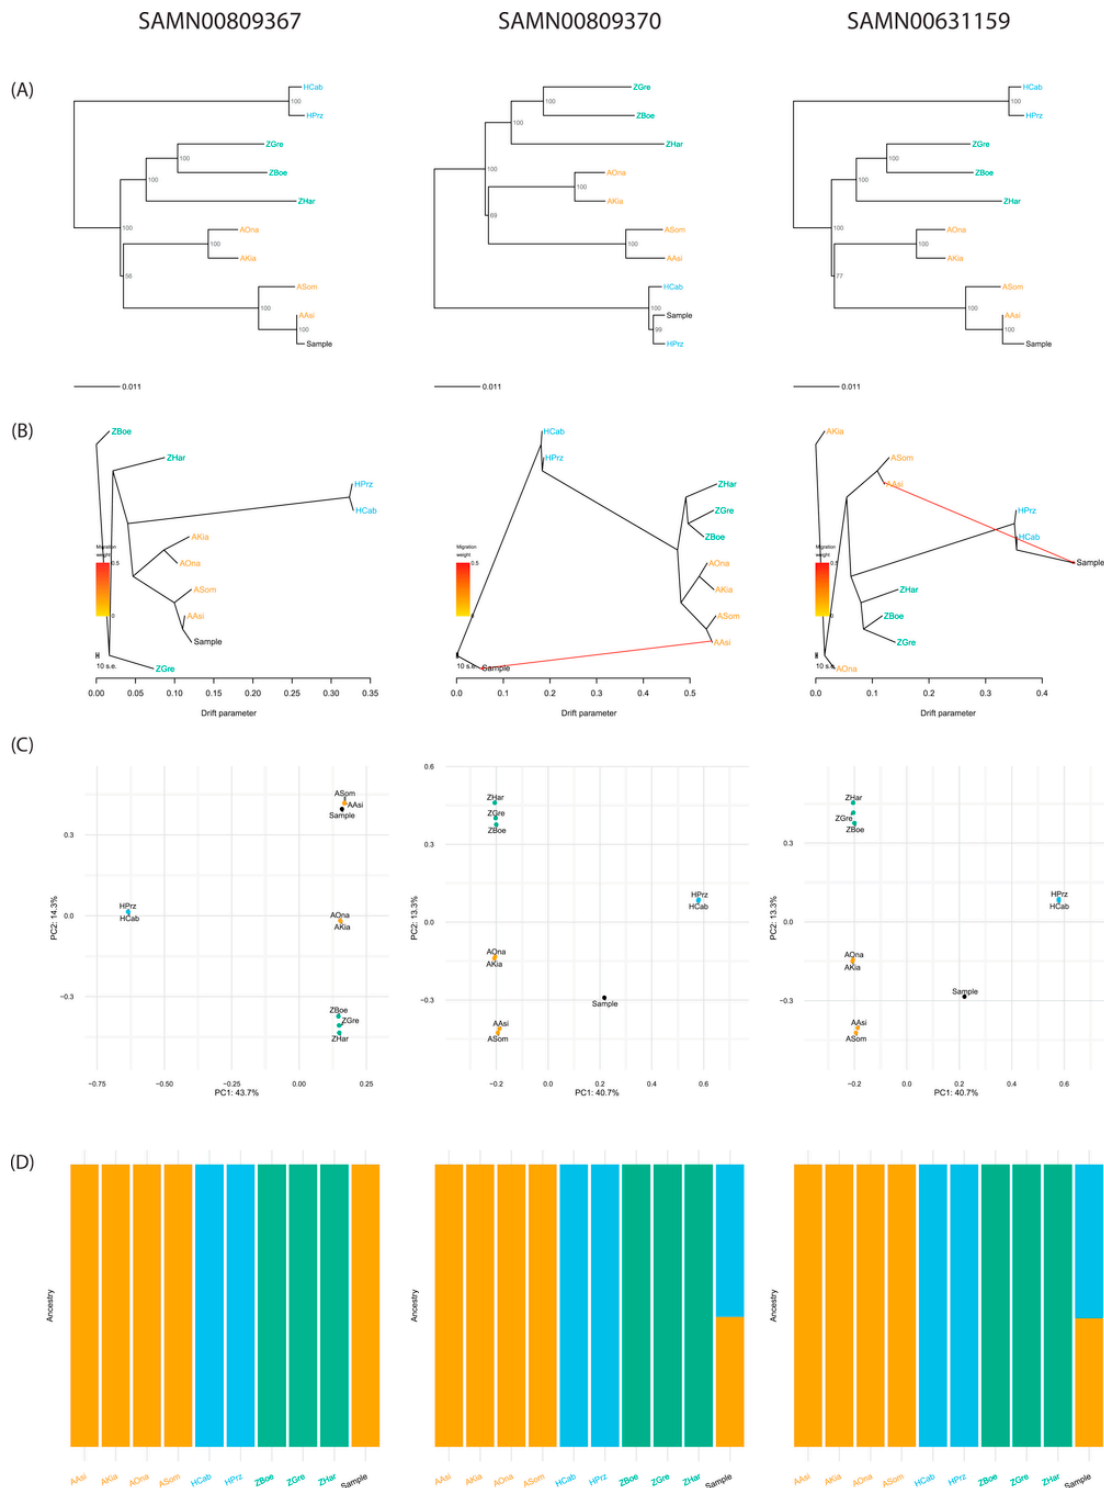 SAMN00809367 SAMN00809370 SAMN00631159
(A)
HCab
100
HPrz
ZGre
100
ZBoe
100
ZHar
100
AOna
100
AKia
ASom
100
AAsi
100
Sample
0.011
ZGre
100
ZBoe
100
ZHar
100
AOna
100
AKia
69
ASom
100
AAsi
HCab
100
Sample
99
HPrz
0.011
HCab
100
HPrz
ZGre
100
ZBoe
100
ZHar
100
AOna
100
AKia
77
ASom
100
AAsi
100
Sample
0.011
(B)
ZBoe
ZHar
HPrz
HCab
AKia
Migration
weight
AOna
0.5
ASom
0
AAsi
Sample
10 s.e.
ZGre
0.00 0.05 0.10 0.15 0.20 0.25 0.30 0.35
Drift parameter
HCab
HPrz
ZHar
ZGre
ZBoe
Migration
weight
AOna
0.5
AKia
ASom
AAsi
Sample
10 s.e.
0.0 0.1 0.2 0.3 0.4 0.5
Drift parameter
AKia
ASom
AAsi
HPrz
HCab
Migration
weight
Sample
0.5
ZHar
ZBoe
0
ZGre
10 s.e.
AOna
0.0 0.1 0.2 0.3 0.4
Drift parameter
(C)
ASom
AAsi
Sample
0.3
HPrz
HCab
AOna
AKia
0.0
PC2: 14.3%
−0.3
ZBoe
ZGre
ZHar
−0.75 −0.50 −0.25 0.00 0.25
PC1: 43.7%
0.6
ZHar
ZGre
ZBoe
0.3
HPrz
HCab
0.0
PC2: 13.3%
AOna
AKia
−0.3
Sample
AAsi
ASom
−0.2 0.0 0.2 0.4 0.6
PC1: 40.7%
ZHar
ZGre
ZBoe
0.3
HPrz
HCab
0.0
PC2: 13.3%
AOna
AKia
Sample
−0.3
AAsi
ASom
−0.2 0.0 0.2 0.4 0.6
PC1: 40.7%
(D)
Ancestry
AAsi AKia AOna ASom HCab HPrz ZBoe ZGre ZHar Sample
Ancestry
AAsi AKia AOna ASom HCab HPrz ZBoe ZGre ZHar Sample
Ancestry
AAsi AKia AOna ASom HCab HPrz ZBoe ZGre ZHar Sample